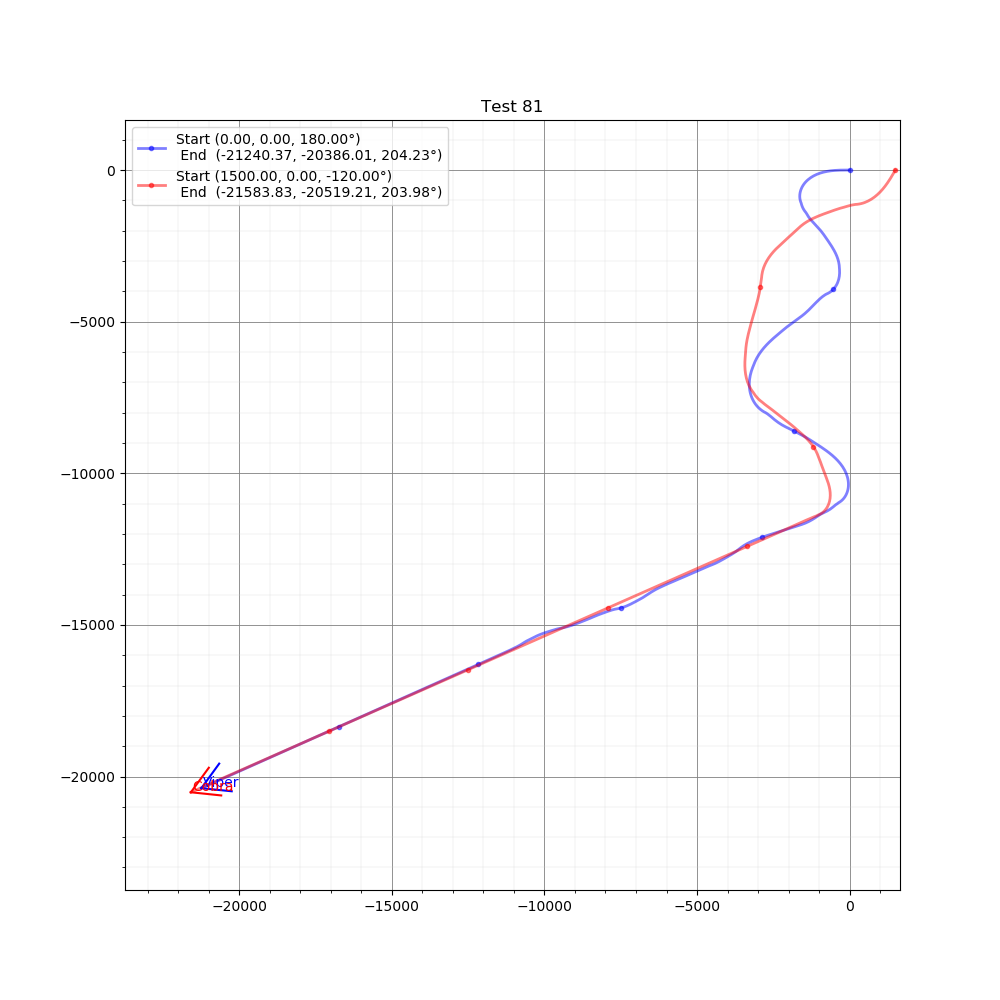 Test 81
Start (0.00, 0.00, 180.00°)
End (-21240.37, -20386.01, 204.23°)
Start (1500.00, 0.00, -120.00°)
End (-21583.83, -20519.21, 203.98°)
0
−5000
−10000
−15000
−20000
Viper
−20000
−15000
−10000
−5000
0